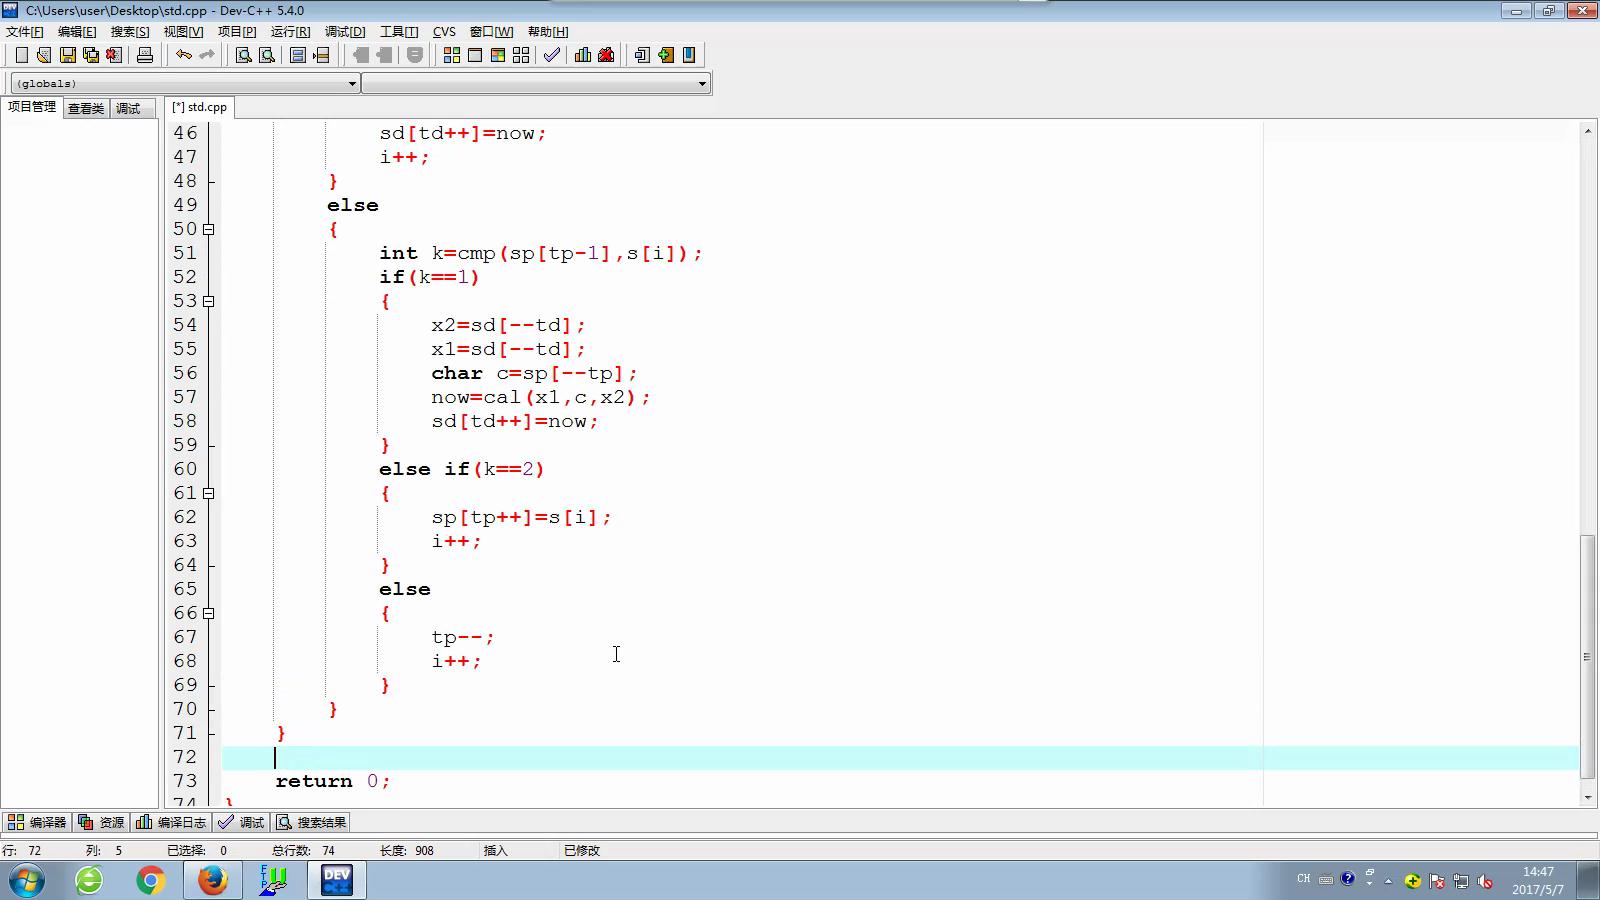 C:\Users\user\Desktop\std.cpp - Dev-C++ 5.4.0
文件[F] 编辑[E] 搜索[S] 视图[V] 项目[P] 运行[R] 调试[D] 工具[T] CVS 窗口[W] 帮助[H]
(globals)
项目管理 查看类 调试 [*] std.cpp
46 sd[td++]=now;
47 i++;
48 }
49 else
50 {
51 int k=cmp(sp[tp-1],s[i]);
52 if(k==1)
53 {
54 x2=sd[--td];
55 x1=sd[--td];
56 char c=sp[--tp];
57 now=cal(x1,c,x2);
58 sd[td++]=now;
59 }
60 else if(k==2)
61 {
62 sp[tp++]=s[i];
63 i++;
64 }
65 else
66 {
67 tp--;
68 i++;
69 }
70 }
71 }
72
73 return 0;
74 }
编译器 资源 编译日志 调试 搜索结果
行: 72 列: 5 已选择: 0 总行数: 74 长度: 908 插入 已修改
FTP DEV C++ CH 14:47
2017/5/7